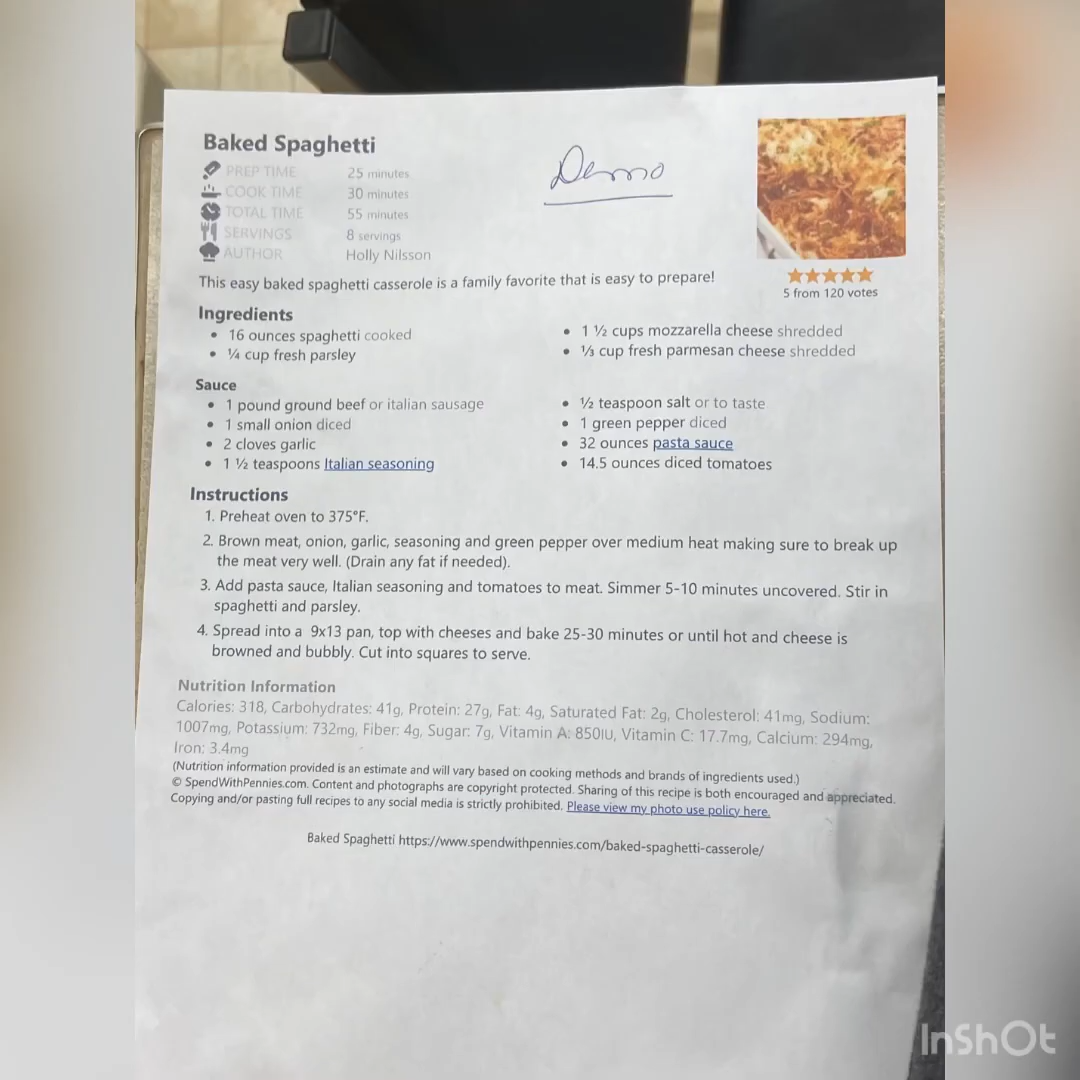 Baked Spaghetti
Demo
PREP TIME 25 minutes
COOK TIME 30 minutes
TOTAL TIME 55 minutes
SERVINGS 8 servings
AUTHOR Holly Nilsson
This easy baked spaghetti casserole is a family favorite that is easy to prepare!
5 from 120 votes
Ingredients
• 16 ounces spaghetti cooked
• ¼ cup fresh parsley
• 1 ½ cups mozzarella cheese shredded
• ⅓ cup fresh parmesan cheese shredded
Sauce
• 1 pound ground beef or italian sausage
• 1 small onion diced
• 2 cloves garlic
• 1 ½ teaspoons Italian seasoning
• ½ teaspoon salt or to taste
• 1 green pepper diced
• 32 ounces pasta sauce
• 14.5 ounces diced tomatoes
Instructions
1. Preheat oven to 375°F.
2. Brown meat, onion, garlic, seasoning and green pepper over medium heat making sure to break up
the meat very well. (Drain any fat if needed).
3. Add pasta sauce, Italian seasoning and tomatoes to meat. Simmer 5-10 minutes uncovered. Stir in
spaghetti and parsley.
4. Spread into a 9x13 pan, top with cheeses and bake 25-30 minutes or until hot and cheese is
browned and bubbly. Cut into squares to serve.
Nutrition Information
Calories: 318, Carbohydrates: 41g, Protein: 27g, Fat: 4g, Saturated Fat: 2g, Cholesterol: 41mg, Sodium:
1007mg, Potassium: 732mg, Fiber: 4g, Sugar: 7g, Vitamin A: 850IU, Vitamin C: 17.7mg, Calcium: 294mg,
Iron: 3.4mg
(Nutrition information provided is an estimate and will vary based on cooking methods and brands of ingredients used.)
© SpendWithPennies.com. Content and photographs are copyright protected. Sharing of this recipe is both encouraged and appreciated.
Copying and/or pasting full recipes to any social media is strictly prohibited. Please view my photo use policy here.
Baked Spaghetti https://www.spendwithpennies.com/baked-spaghetti-casserole/
InShOt